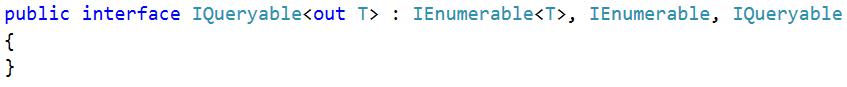 public interface IQueryable<out T> : IEnumerable<T>, IEnumerable, IQueryable
{
}